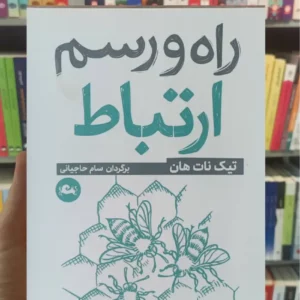 راه و رسم
ارتباط
تیک نات هان
برگردان سام حاجیانی